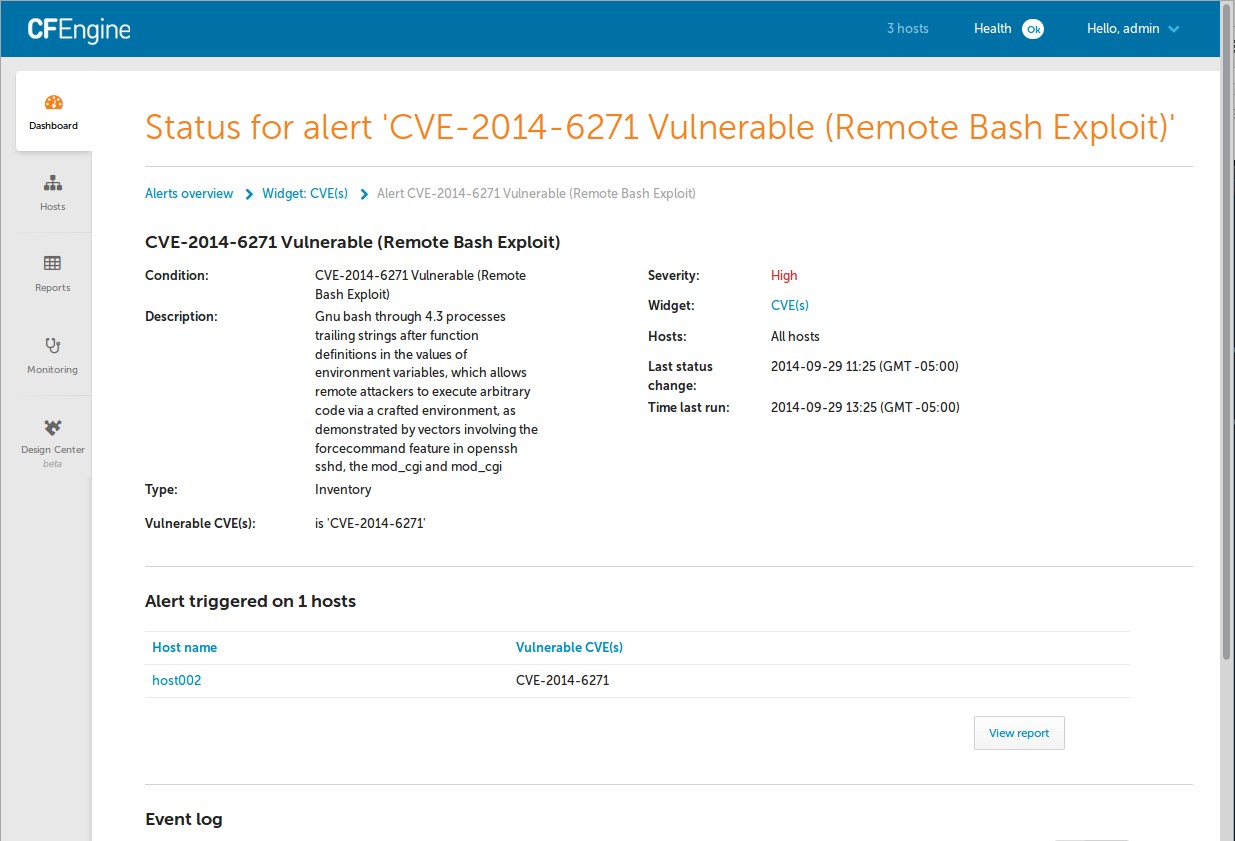 CFEngine
3 hosts
Health Ok
Hello, admin
Dashboard
Hosts
Reports
Monitoring
Design Center
beta
Status for alert 'CVE-2014-6271 Vulnerable (Remote Bash Exploit)'
Alerts overview Widget: CVE(s) Alert CVE-2014-6271 Vulnerable (Remote Bash Exploit)
CVE-2014-6271 Vulnerable (Remote Bash Exploit)
Condition: CVE-2014-6271 Vulnerable (Remote
Bash Exploit)
Description: Gnu bash through 4.3 processes
trailing strings after function
definitions in the values of
environment variables, which allows
remote attackers to execute arbitrary
code via a crafted environment, as
demonstrated by vectors involving the
forcecommand feature in openssh
sshd, the mod_cgi and mod_cgi
Type: Inventory
Vulnerable CVE(s): is 'CVE-2014-6271'
Severity: High
Widget: CVE(s)
Hosts: All hosts
Last status
change: 2014-09-29 11:25 (GMT -05:00)
Time last run: 2014-09-29 13:25 (GMT -05:00)
Alert triggered on 1 hosts
Host name Vulnerable CVE(s)
host002 CVE-2014-6271
View report
Event log